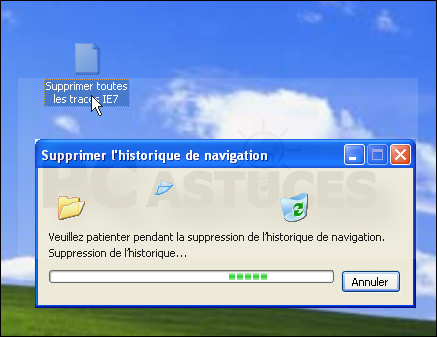 Supprimer toutes
les traces IE7
Supprimer l'historique de navigation
PC ASTUCES
Veuillez patienter pendant la suppression de l'historique de navigation.
Suppression de l'historique...
Annuler